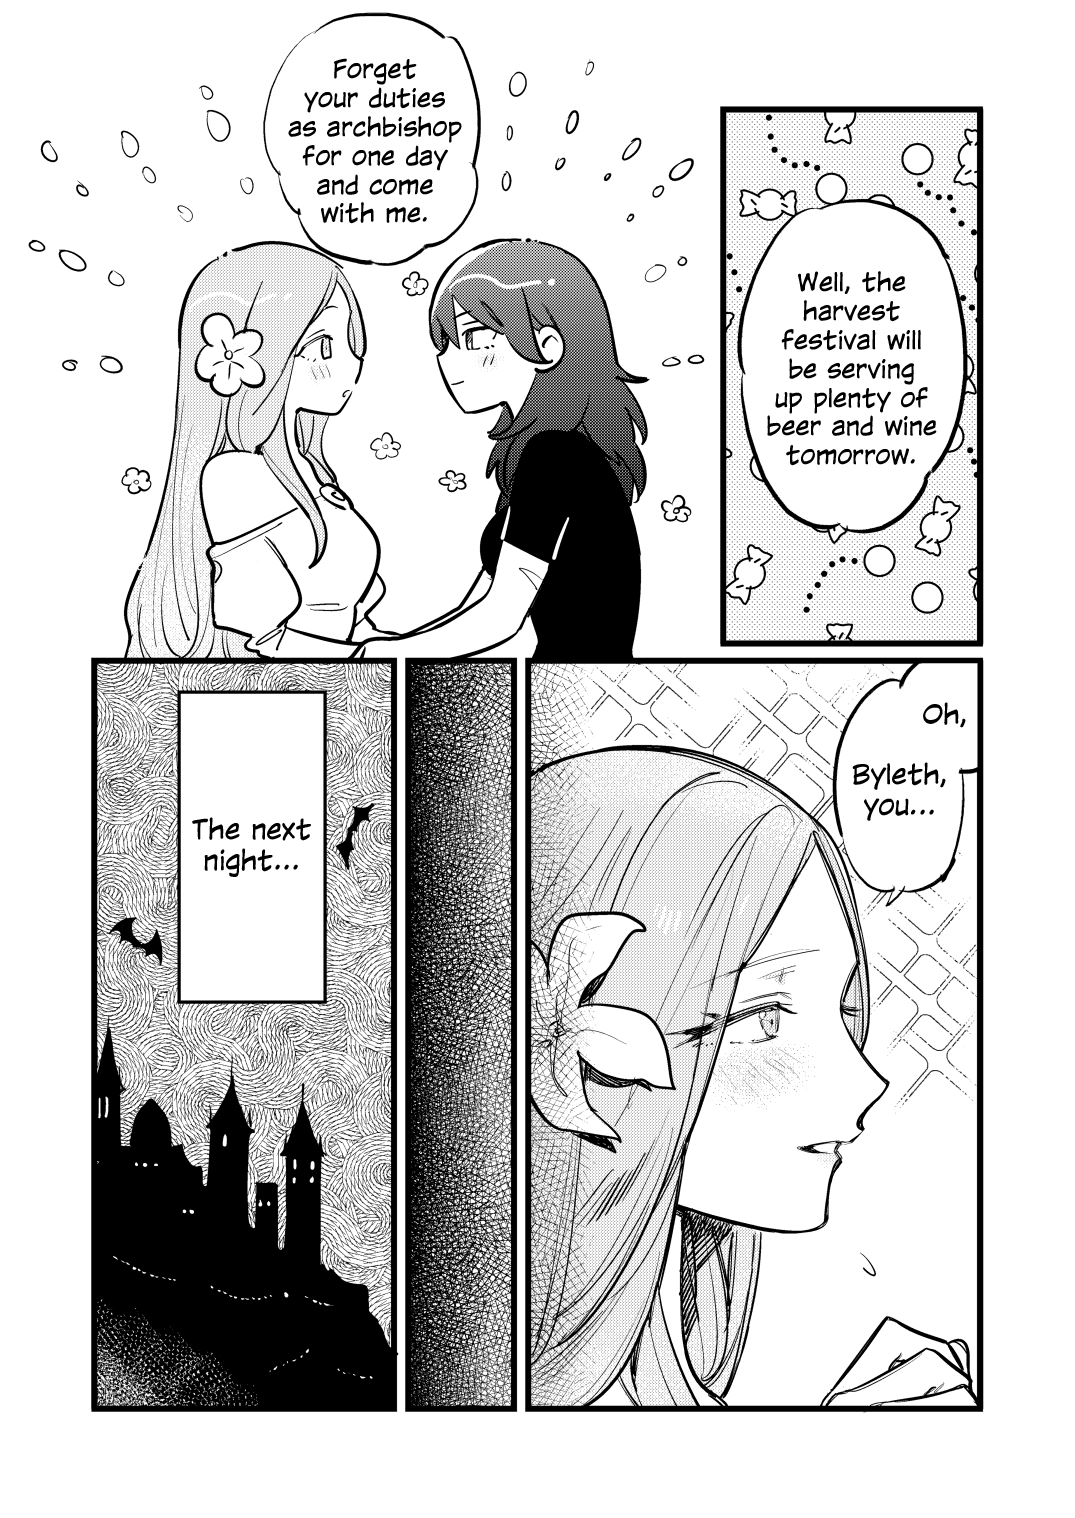 Well, the
harvest
festival will
be serving
up plenty of
beer and wine
tomorrow.
Forget
your duties
as archbishop
for one day
and come
with me.
Oh,
Byleth,
you...
The next
night...